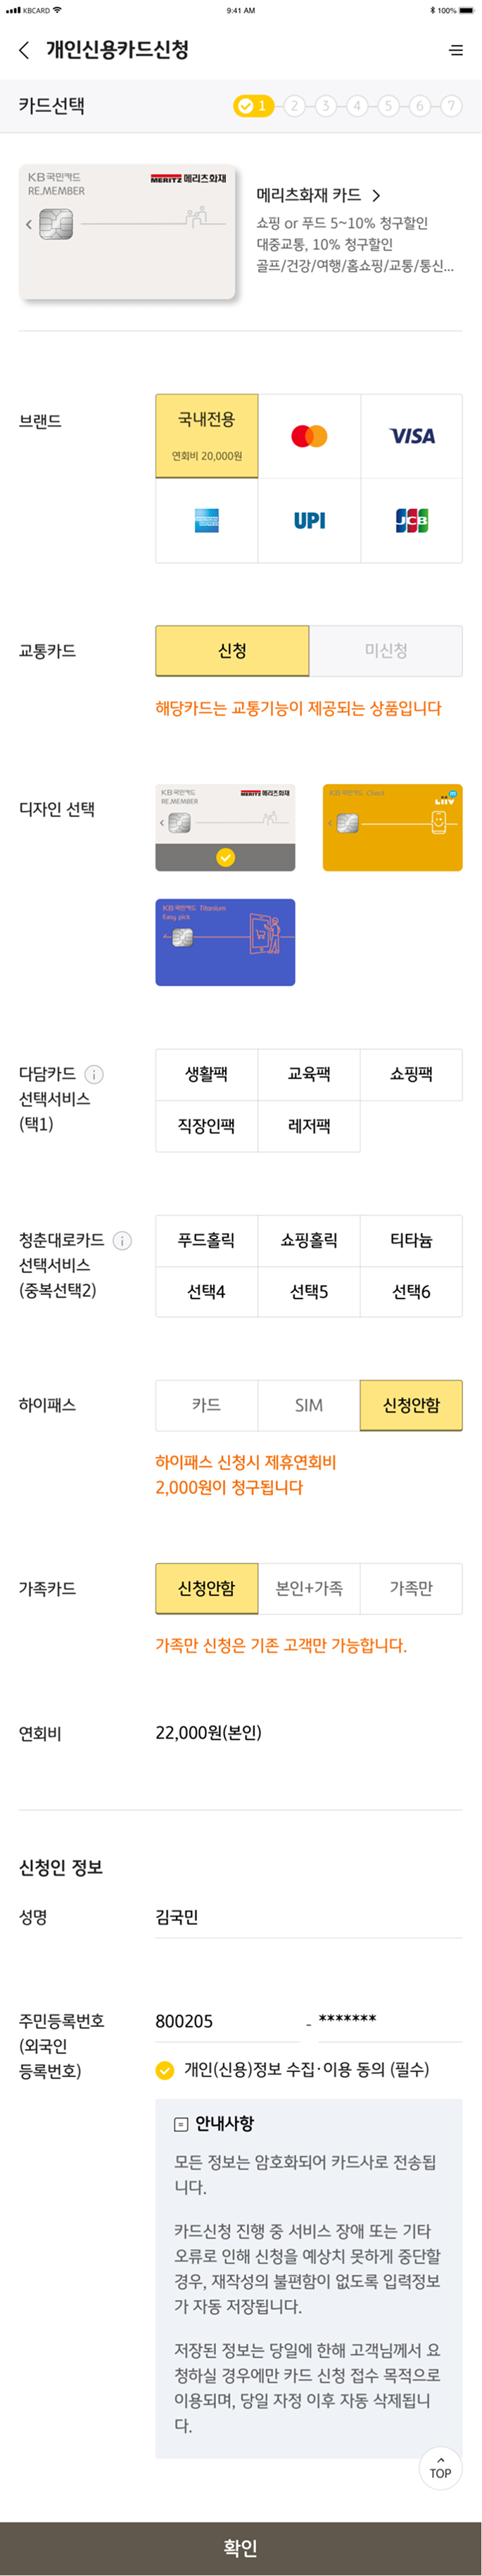 KBCARD 9:41 AM 100%
개인신용카드신청
카드선택 1 2 3 4 5 6 7
KB국민카드
RE.MEMBER
MERITZ 메리츠화재
메리츠화재 카드
쇼핑 or 푸드 5~10% 청구할인
대중교통, 10% 청구할인
골프/건강/여행/홈쇼핑/교통/통신...
브랜드
국내전용
연회비 20,000원
VISA
UPI
JCB
교통카드
신청 미신청
해당카드는 교통기능이 제공되는 상품입니다
디자인 선택
KB국민카드
RE.MEMBER
MERITZ 메리츠화재
KB국민카드 Check
KB국민카드 Titanium
Easy pick
다담카드
선택서비스
(택1)
생활팩 교육팩 쇼핑팩
직장인팩 레저팩
청춘대로카드
선택서비스
(중복선택2)
푸드홀릭 쇼핑홀릭 티타늄
선택4 선택5 선택6
하이패스
카드 SIM 신청안함
하이패스 신청시 제휴연회비
2,000원이 청구됩니다
가족카드
신청안함 본인+가족 가족만
가족만 신청은 기존 고객만 가능합니다.
연회비 22,000원(본인)
신청인 정보
성명 김국민
주민등록번호
(외국인
등록번호)
800205 - *******
개인(신용)정보 수집·이용 동의 (필수)
안내사항
모든 정보는 암호화되어 카드사로 전송됩
니다.
카드신청 진행 중 서비스 장애 또는 기타
오류로 인해 신청을 예상치 못하게 중단할
경우, 재작성의 불편함이 없도록 입력정보
가 자동 저장됩니다.
저장된 정보는 당일에 한해 고객님께서 요
청하실 경우에만 카드 신청 접수 목적으로
이용되며, 당일 자정 이후 자동 삭제됩니
다.
TOP
확인